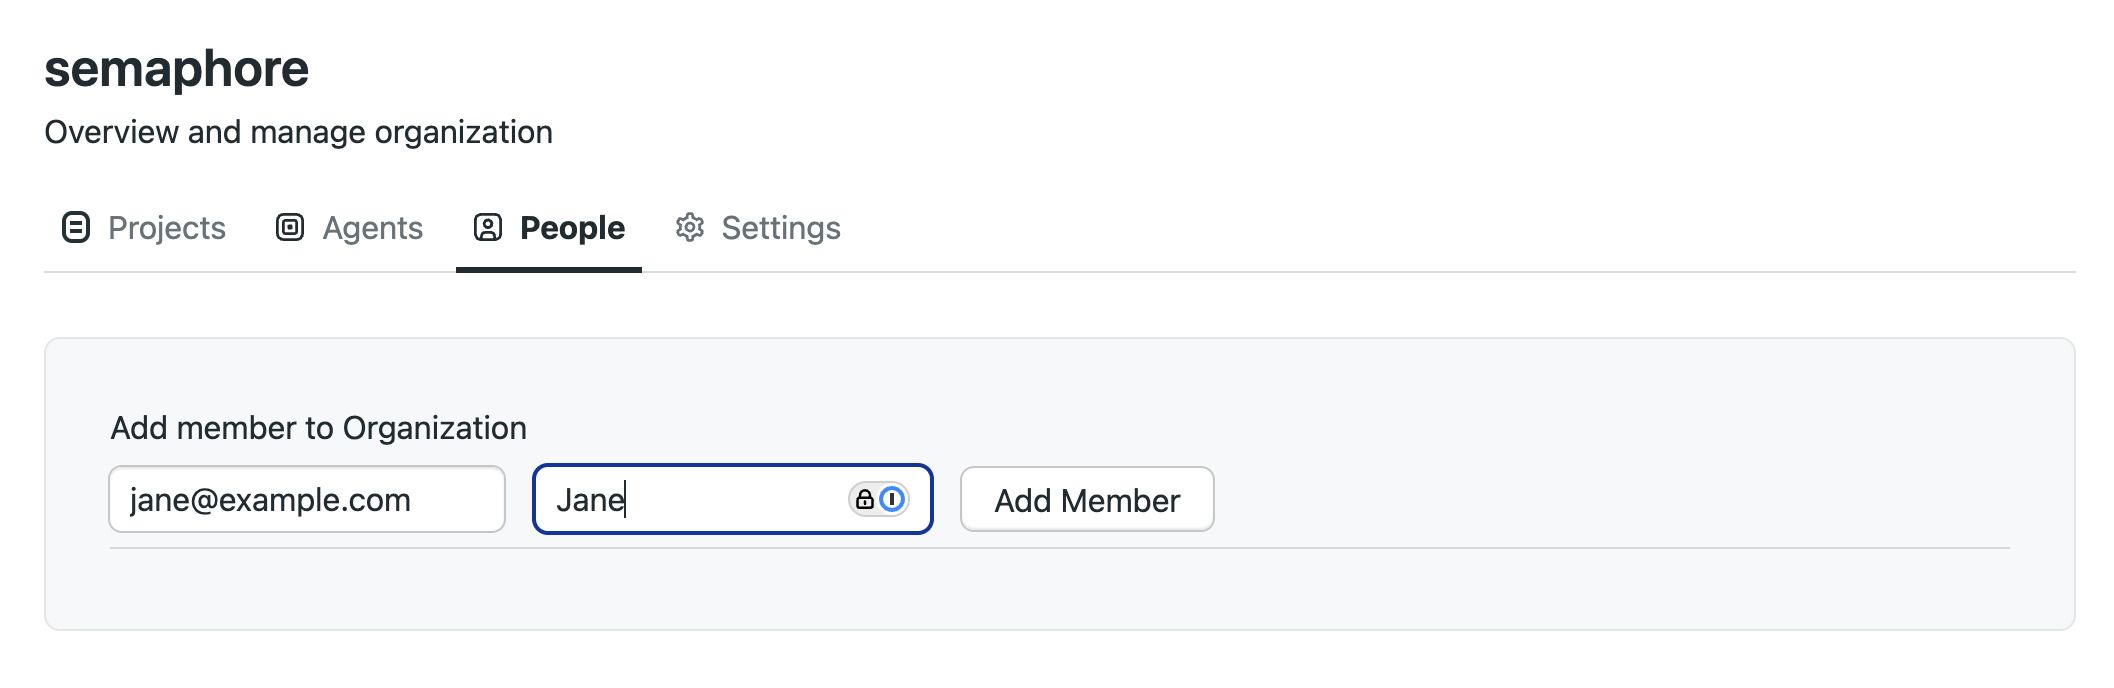 semaphore
Overview and manage organization
Projects Agents People Settings
Add member to Organization
jane@example.com Jane Add Member